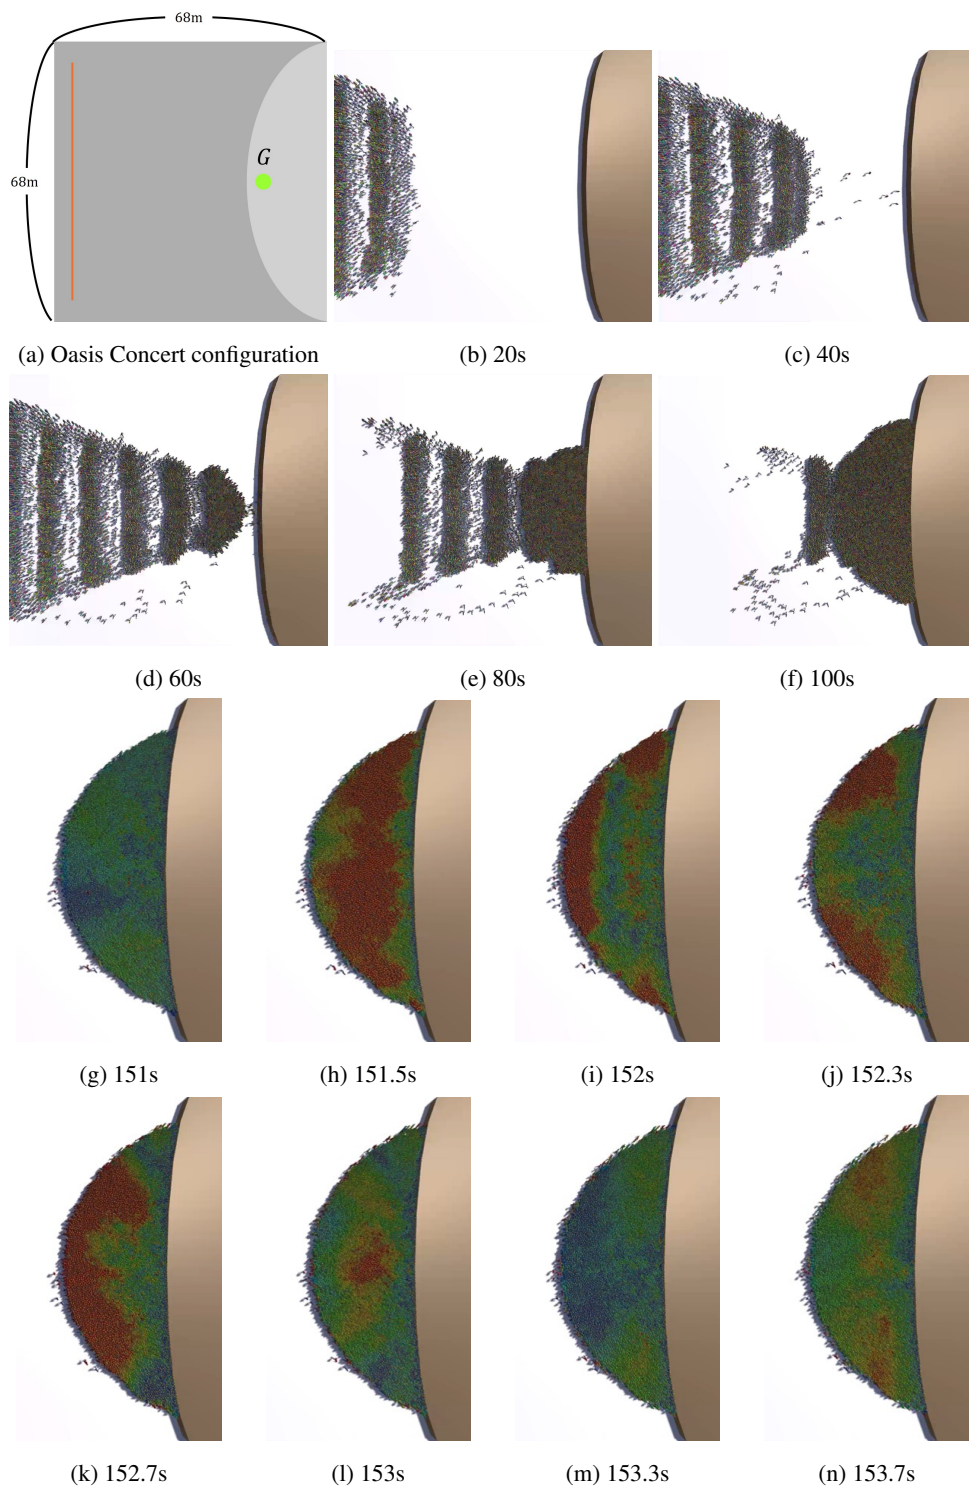 68m
68m
G
(a) Oasis Concert configuration
(b) 20s
(c) 40s
(d) 60s
(e) 80s
(f) 100s
(g) 151s
(h) 151.5s
(i) 152s
(j) 152.3s
(k) 152.7s
(l) 153s
(m) 153.3s
(n) 153.7s